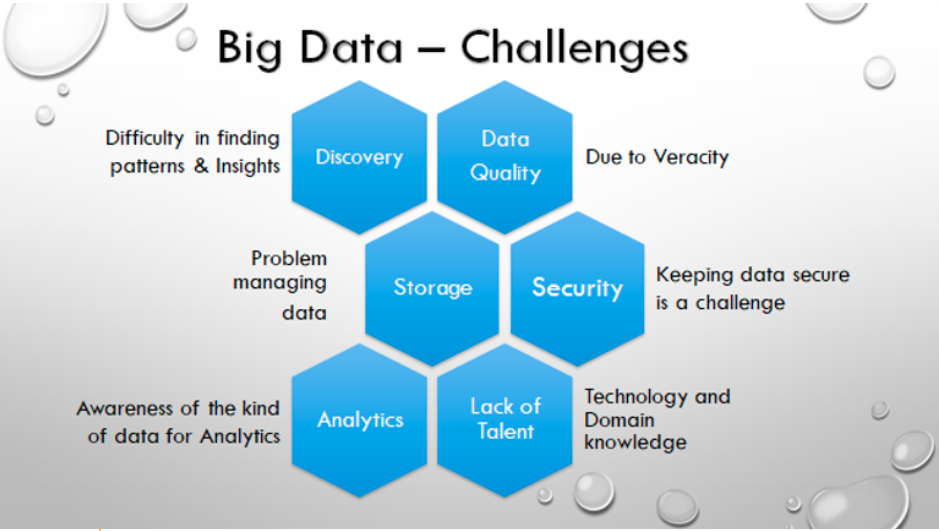 Big Data – Challenges
Difficulty in finding
patterns & Insights
Discovery
Data
Quality
Due to Veracity
Problem
managing
data
Storage
Security
Keeping data secure
is a challenge
Awareness of the kind
of data for Analytics
Analytics
Lack of
Talent
Technology and
Domain
knowledge